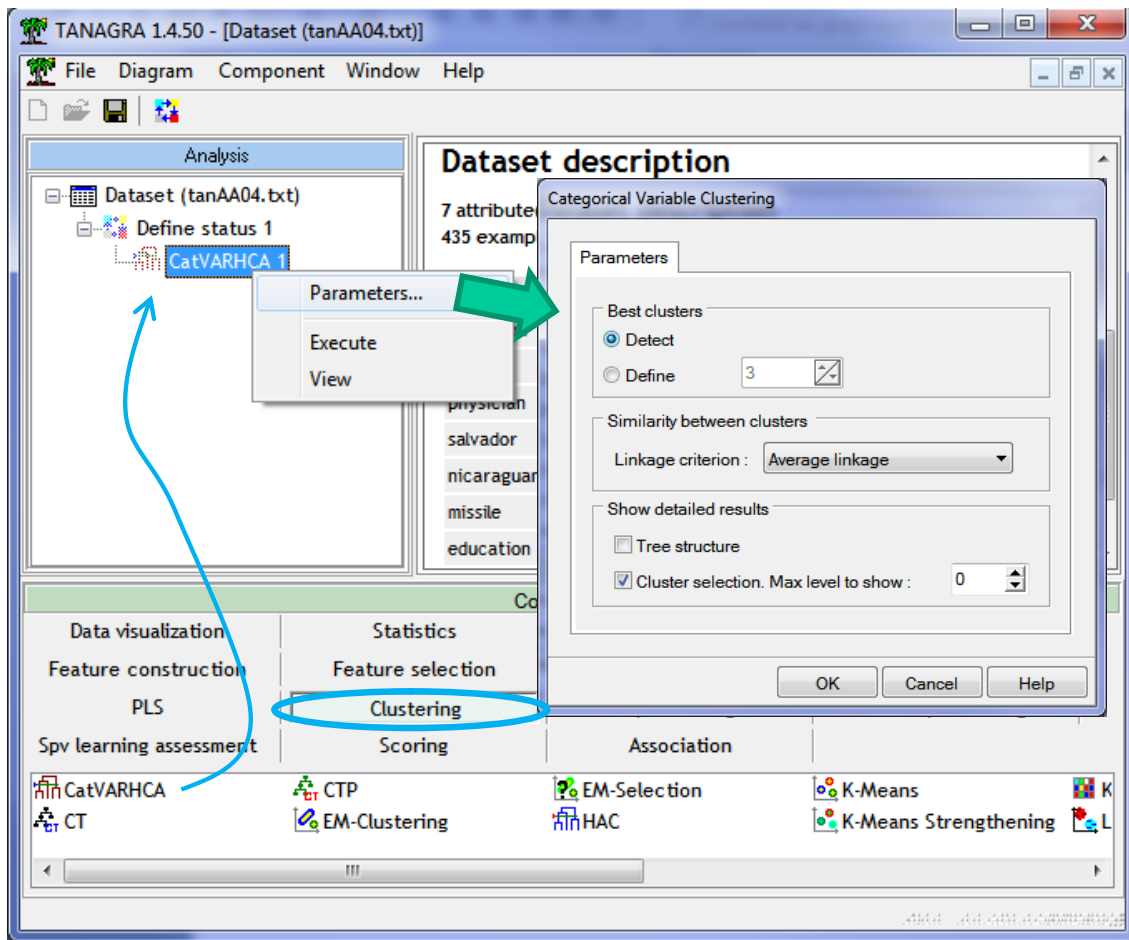 TANAGRA 1.4.50 - [Dataset (tanAA04.txt)]
File Diagram Component Window Help
Analysis
Dataset (tanAA04.txt)
Define status 1
CatVARHCA 1
Parameters...
Execute
View
Dataset description
7 attribute
435 examp
physician
salvador
nicaraguan
missile
education
Categorical Variable Clustering
Parameters
Best clusters
Detect
Define 3
Similarity between clusters
Linkage criterion : Average linkage
Show detailed results
Tree structure
Cluster selection. Max level to show : 0
OK Cancel Help
Co
Data visualization Statistics
Feature construction Feature selection
PLS Clustering
Spv learning assessment Scoring Association
CatVARHCA CTP EM-Selection K-Means K
CT EM-Clustering HAC K-Means Strengthening L